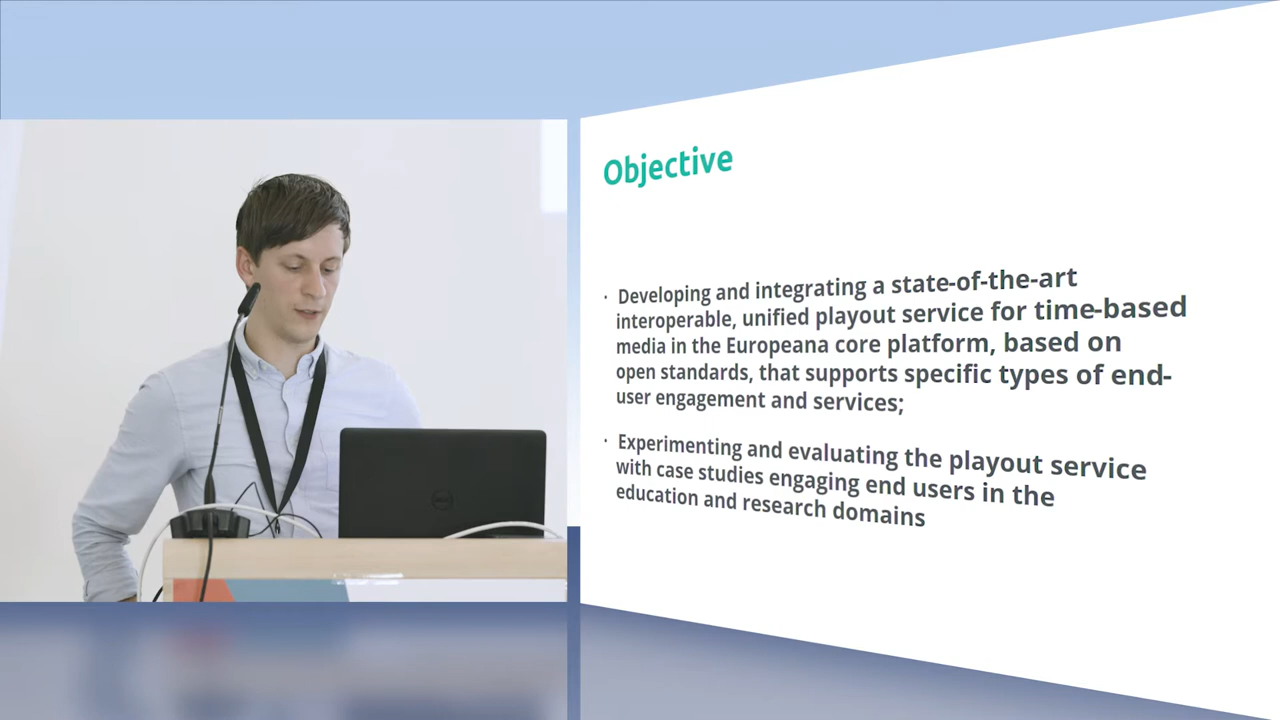 Objective
· Developing and integrating a state-of-the-art
interoperable, unified playout service for time-based
media in the Europeana core platform, based on
open standards, that supports specific types of end-
user engagement and services;
· Experimenting and evaluating the playout service
with case studies engaging end users in the
education and research domains